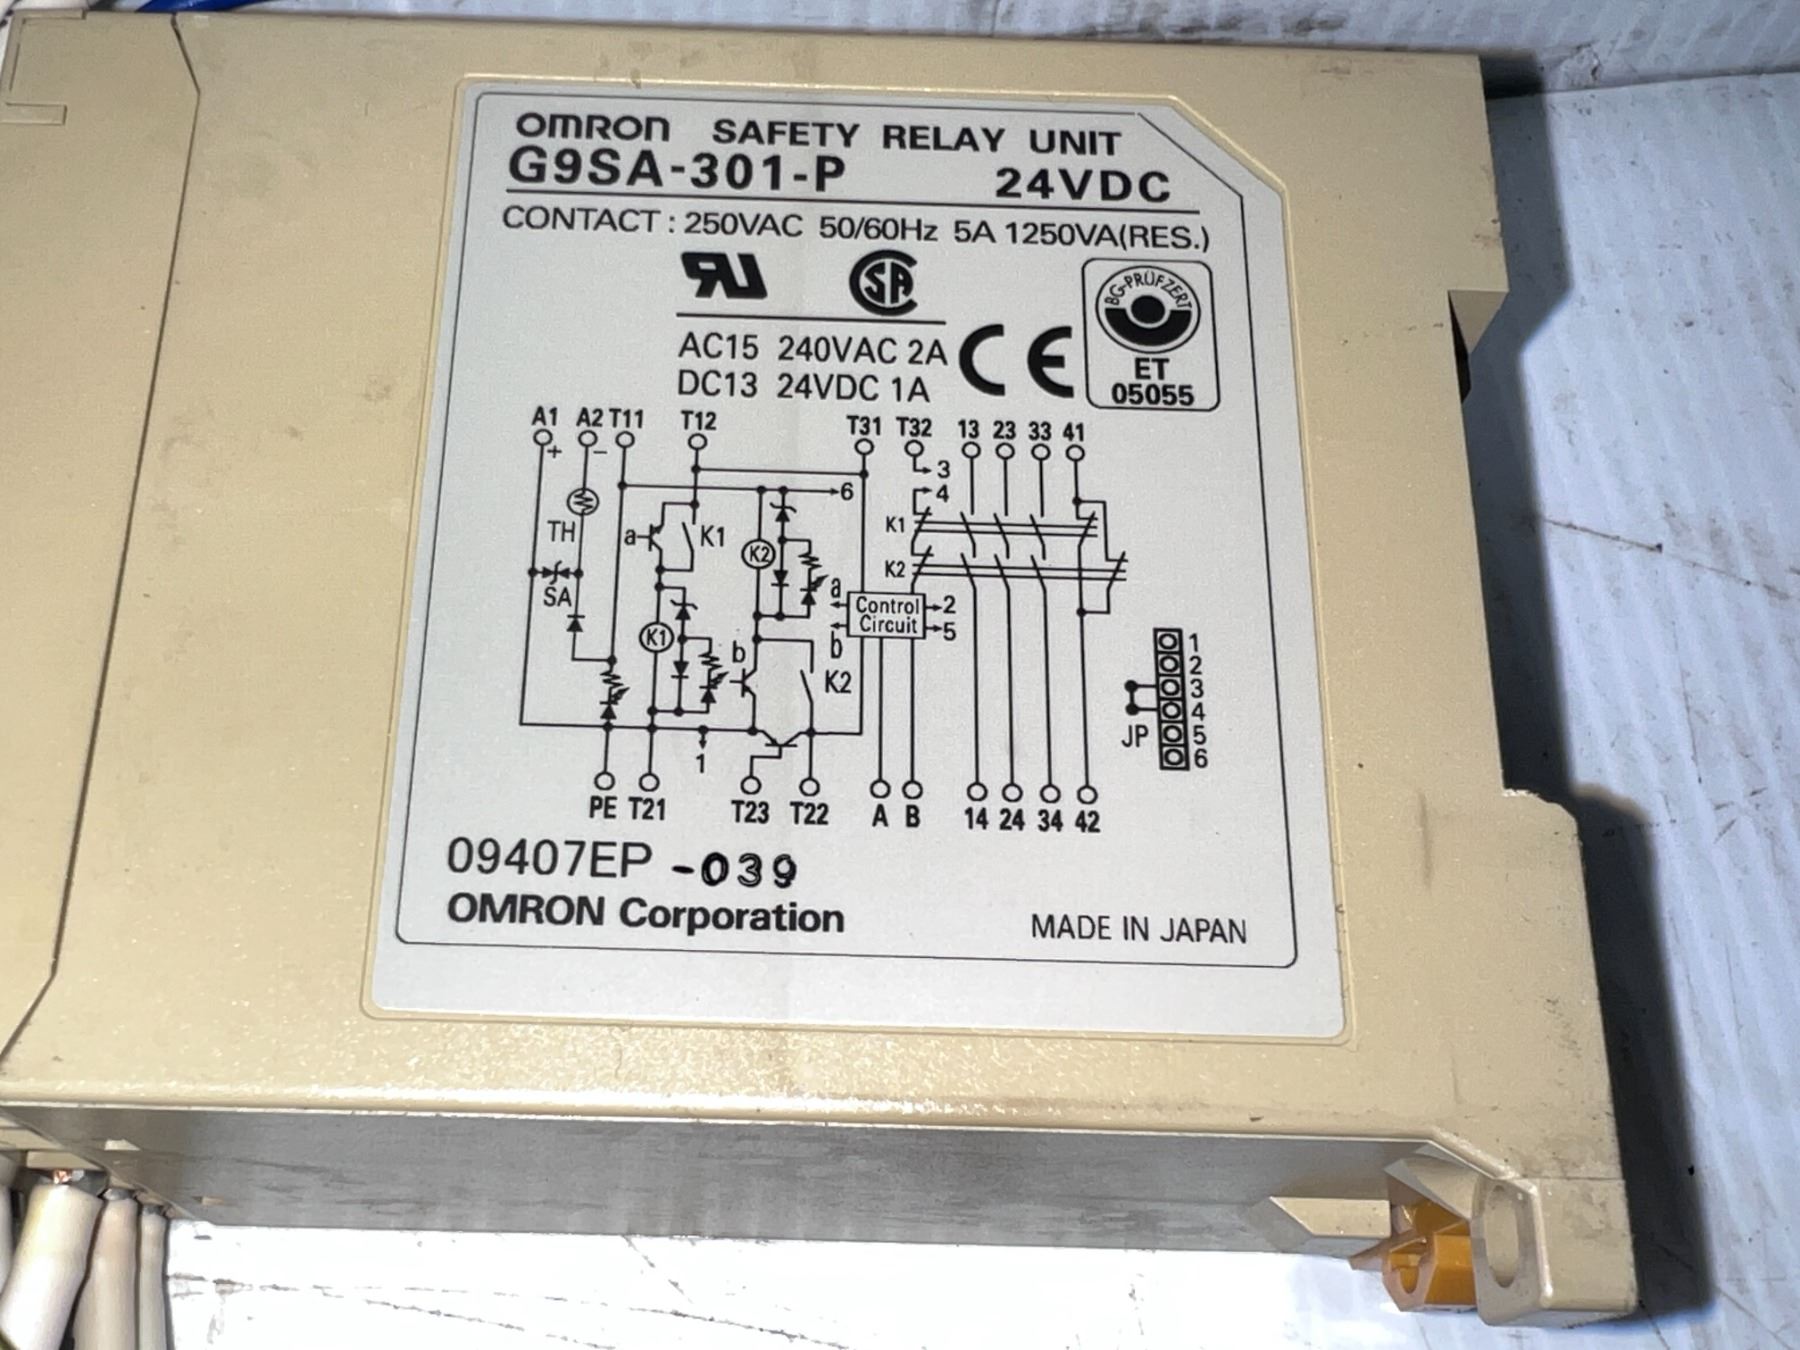 OMRON SAFETY RELAY UNIT
G9SA-301-P 24VDC
CONTACT : 250VAC 50/60Hz 5A 1250VA(RES.)
BG-PRÜFZERT
ET
05055
AC15 240VAC 2A
DC13 24VDC 1A
CE
A1 A2 T11 T12 T31 T32 13 23 33 41
+ −
3
6 4
TH a K1 K2 K1
K2
SA a Control 2
b Circuit 5
K1 b K2
1
2
3
4
JP 5
6
1
PE T21 T23 T22 A B 14 24 34 42
09407EP -039
OMRON Corporation MADE IN JAPAN